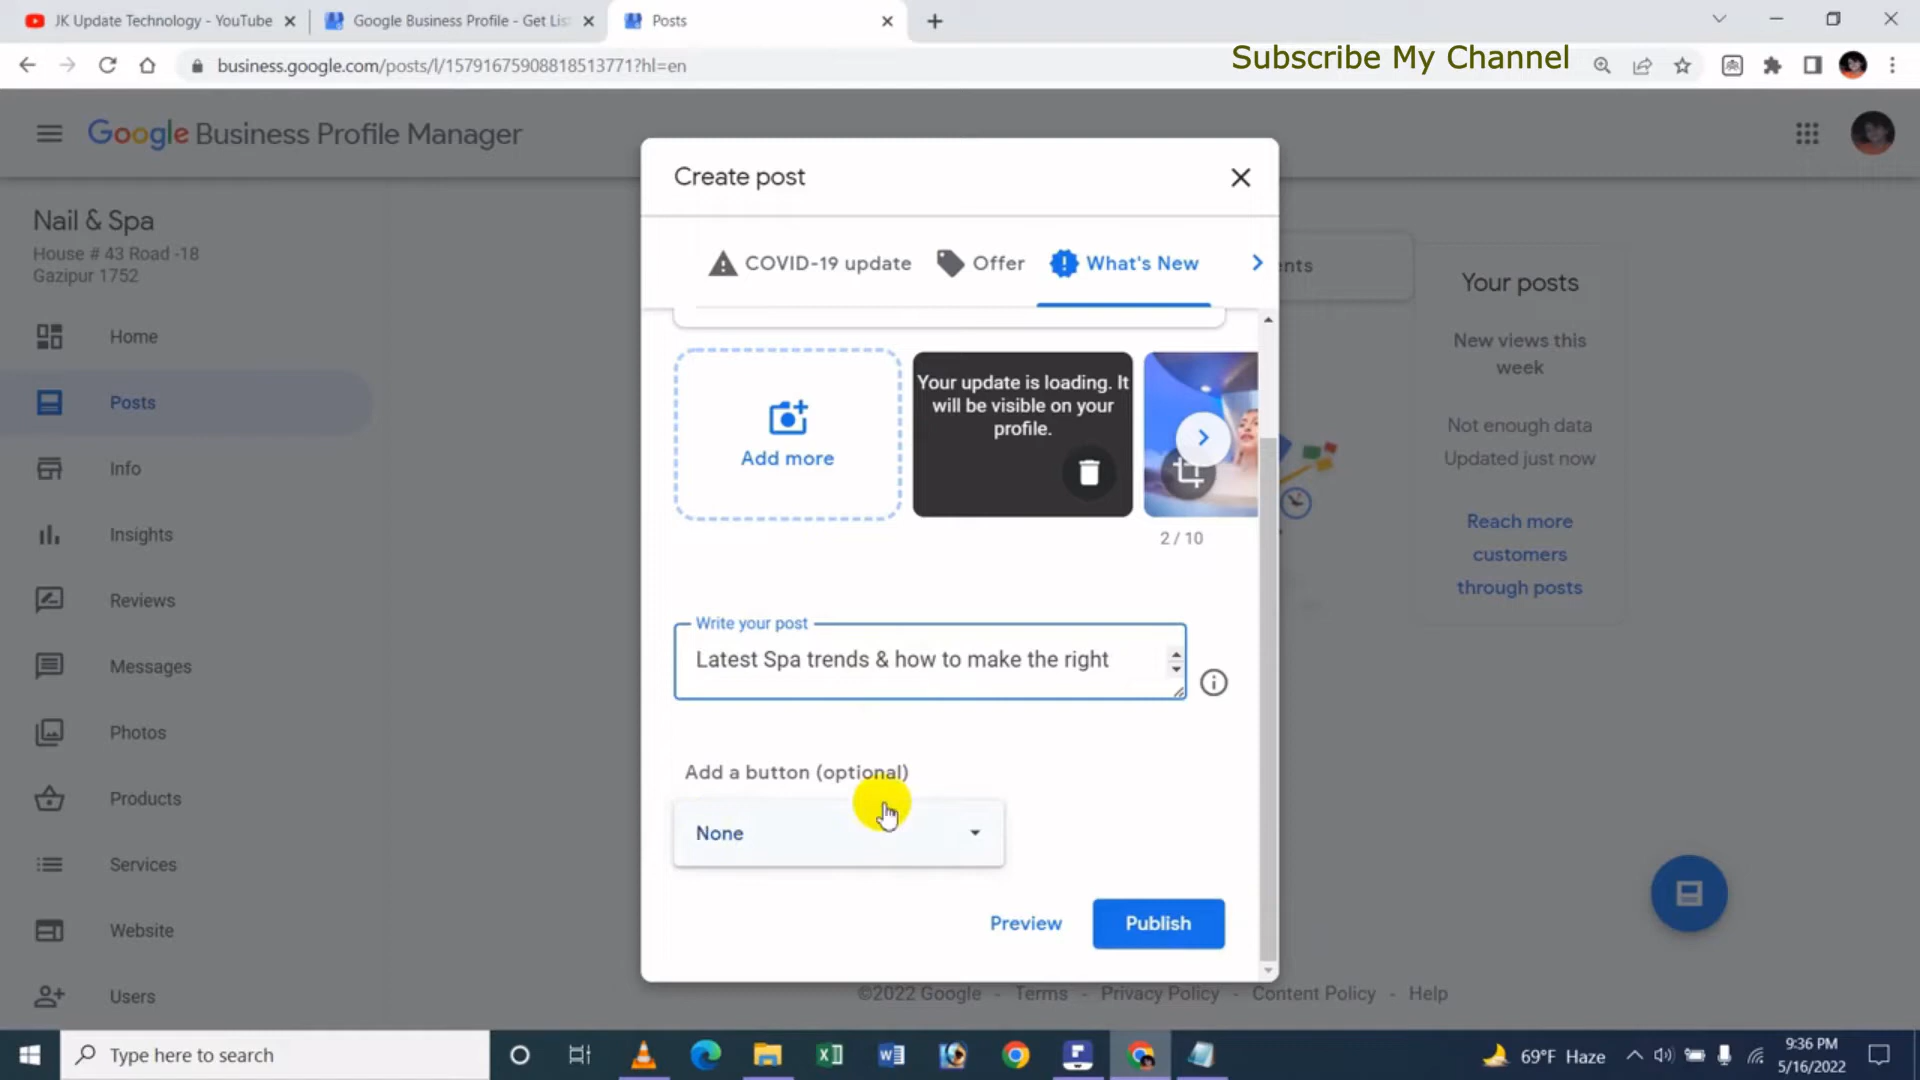 JK Update Technology - YouTube
Google Business Profile - Get Lis
Posts
business.google.com/posts/l/15791675908818513771?hl=en
Subscribe My Channel
Google Business Profile Manager
Nail & Spa
House # 43 Road -18
Gazipur 1752
Home
Posts
Info
Insights
Reviews
Messages
Photos
Products
Services
Website
Users
Create post
COVID-19 update
Offer
What's New
Add more
Your update is loading. It
will be visible on your
profile.
2 / 10
Write your post
Latest Spa trends & how to make the right
Add a button (optional)
None
Preview
Publish
ents
Your posts
New views this
week
Not enough data
Updated just now
Reach more
customers
through posts
©2022 Google - Terms - Privacy Policy - Content Policy - Help
Type here to search
69°F Haze
9:36 PM
5/16/2022